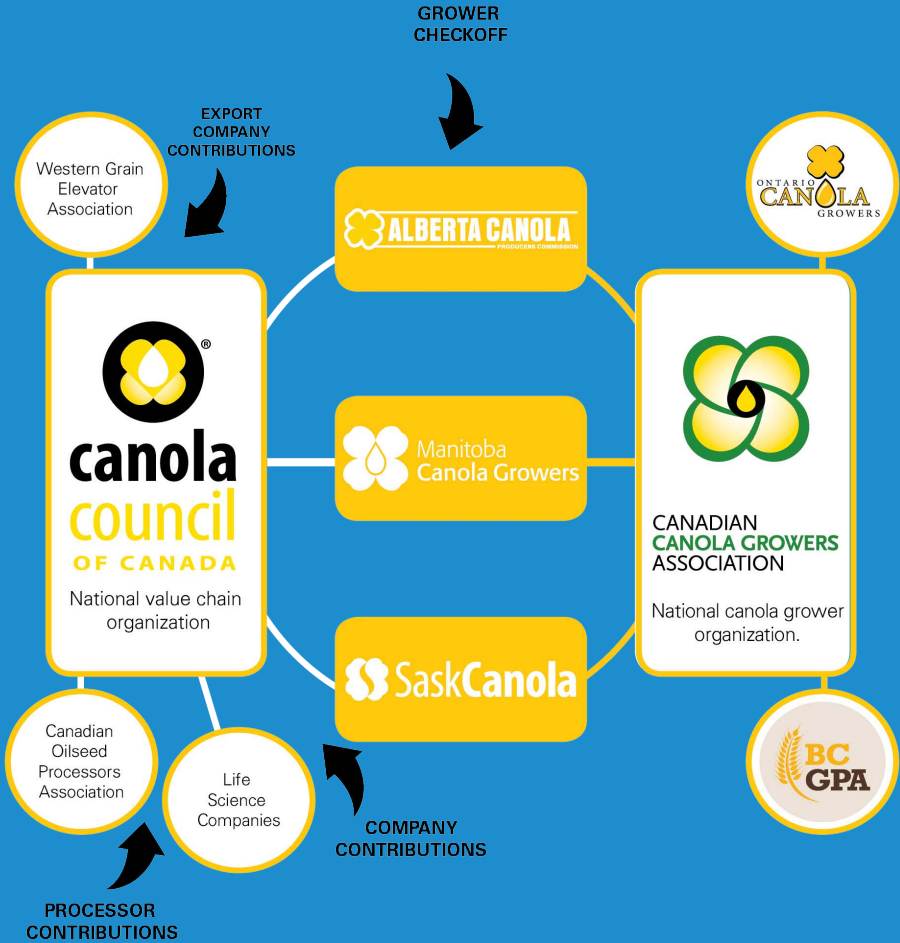 GROWER
CHECKOFF
EXPORT
COMPANY
CONTRIBUTIONS
Western Grain
Elevator
Association
ALBERTA CANOLA
PRODUCERS COMMISSION
ONTARIO
CANOLA
GROWERS
®
canola
council
OF CANADA
National value chain
organization
Manitoba
Canola Growers
CANADIAN
CANOLA GROWERS
ASSOCIATION
National canola grower
organization.
SaskCanola
Canadian
Oilseed
Processors
Association
Life
Science
Companies
BC
GPA
COMPANY
CONTRIBUTIONS
PROCESSOR
CONTRIBUTIONS